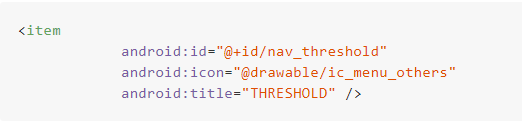 <item
android:id="@+id/nav_threshold"
android:icon="@drawable/ic_menu_others"
android:title="THRESHOLD" />